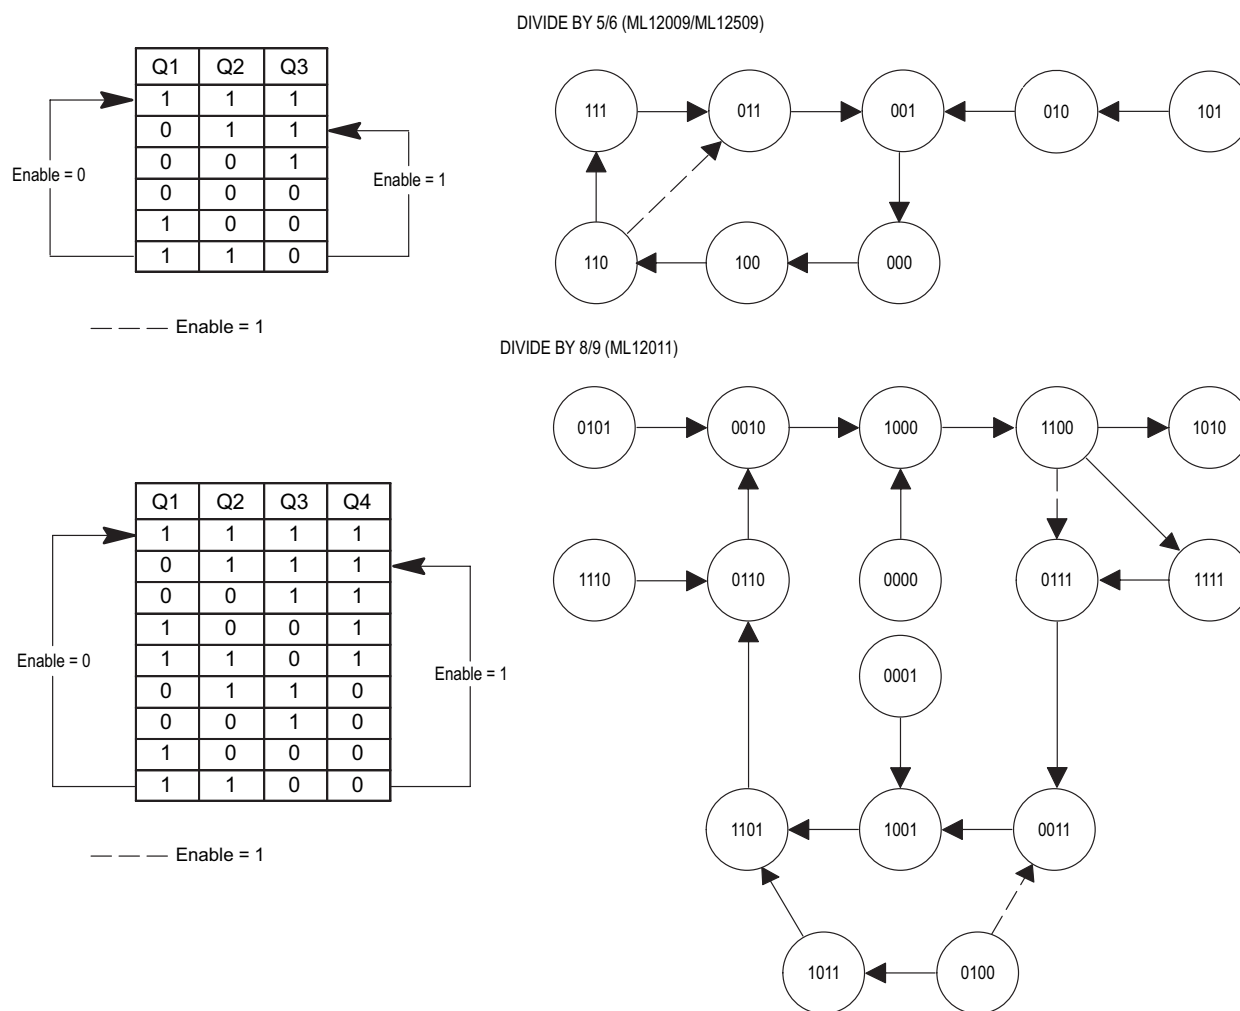 DIVIDE BY 5/6 (ML12009/ML12509)
Q1 Q2 Q3
1 1 1
0 1 1
0 0 1
0 0 0
1 0 0
1 1 0
Enable = 0
Enable = 1
Enable = 1
111 011 001 010 101
110 100 000
DIVIDE BY 8/9 (ML12011)
Q1 Q2 Q3 Q4
1 1 1 1
0 1 1 1
0 0 1 1
1 0 0 1
1 1 0 1
0 1 1 0
0 0 1 0
1 0 0 0
1 1 0 0
Enable = 0
Enable = 1
Enable = 1
0101 0010 1000 1100 1010
1110 0110 0000 0111 1111
0001
1101 1001 0011
1011 0100